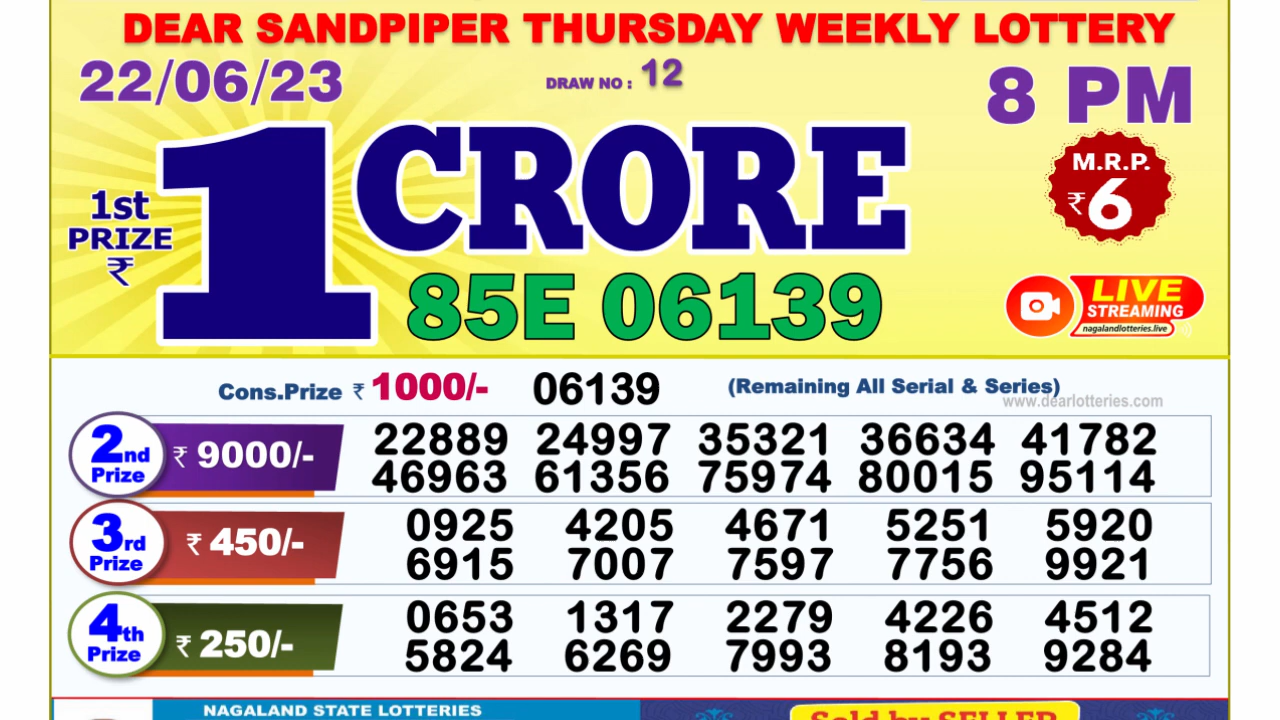 DEAR SANDPIPER THURSDAY WEEKLY LOTTERY
22/06/23
DRAW NO : 12
8 PM
M.R.P.
₹6
1st
PRIZE
₹
1 CRORE
85E 06139
LIVE
STREAMING
nagalandlotteries.live
Cons.Prize ₹ 1000/- 06139 (Remaining All Serial & Series)
www.dearlotteries.com
2nd
Prize
₹ 9000/-
22889 24997 35321 36634 41782
46963 61356 75974 80015 95114
3rd
Prize
₹ 450/-
0925 4205 4671 5251 5920
6915 7007 7597 7756 9921
4th
Prize
₹ 250/-
0653 1317 2279 4226 4512
5824 6269 7993 8193 9284
NAGALAND STATE LOTTERIES
Sold by SELLER